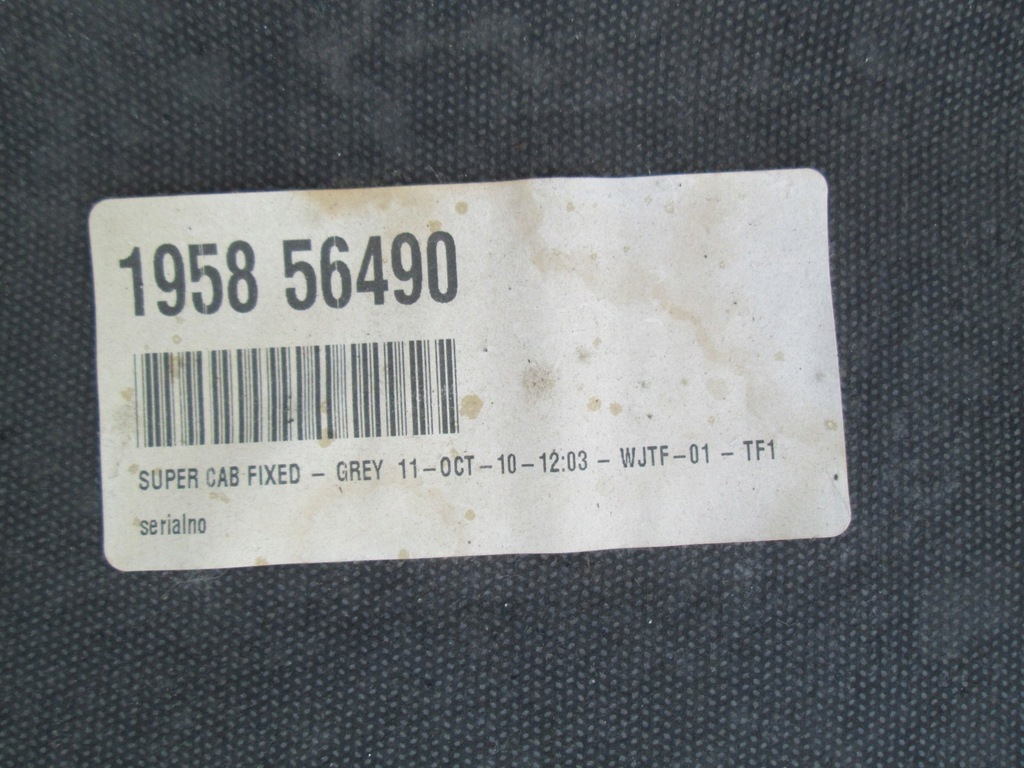 1958 56490
SUPER CAB FIXED - GREY 11-OCT-10-12:03 - WJTF-01 - TF1
serialno